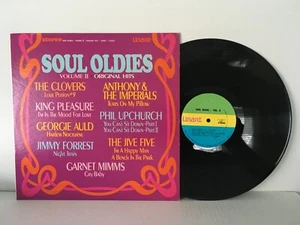 STEREO
UNART
SOUL OLDIES
VOLUME II ORIGINAL HITS
THE CLOVERS
Love Potion #9
KING PLEASURE
I'm In The Mood For Love
GEORGIE AULD
Harlem Nocturne
JIMMY FORREST
Night Train
ANTHONY &
THE IMPERIALS
Tears On My Pillow
PHIL UPCHURCH
You Can't Sit Down-Part I
You Can't Sit Down-Part II
THE JIVE FIVE
I'm A Happy Man
A Bench In The Park
GARNET MIMMS
Cry Baby
UNART